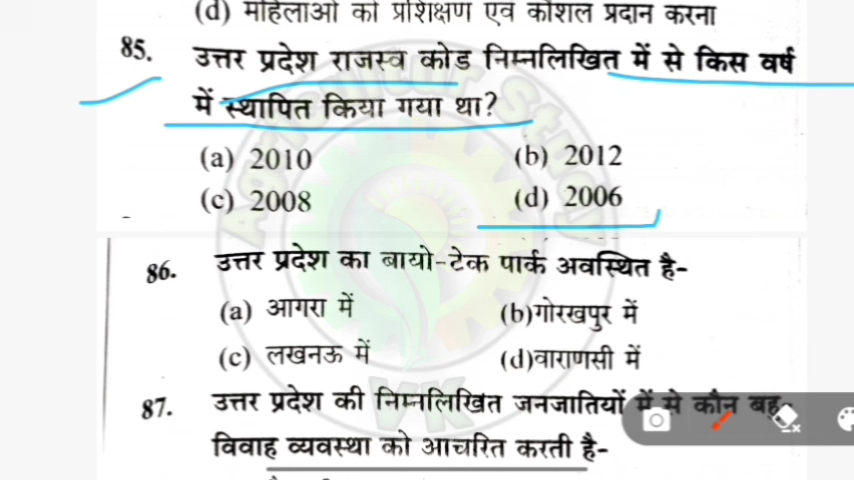 (d) महिलाओं को प्रशिक्षण एवं कौशल प्रदान करना
85. उत्तर प्रदेश राजस्व कोड निम्नलिखित में से किस वर्ष
में स्थापित किया गया था?
(a) 2010 (b) 2012
(c) 2008 (d) 2006
86. उत्तर प्रदेश का बायो-टेक पार्क अवस्थित है-
(a) आगरा में (b)गोरखपुर में
(c) लखनऊ में (d)वाराणसी में
87. उत्तर प्रदेश की निम्नलिखित जनजातियों में से कौन बहु-
विवाह व्यवस्था को आचरित करती है-
VK